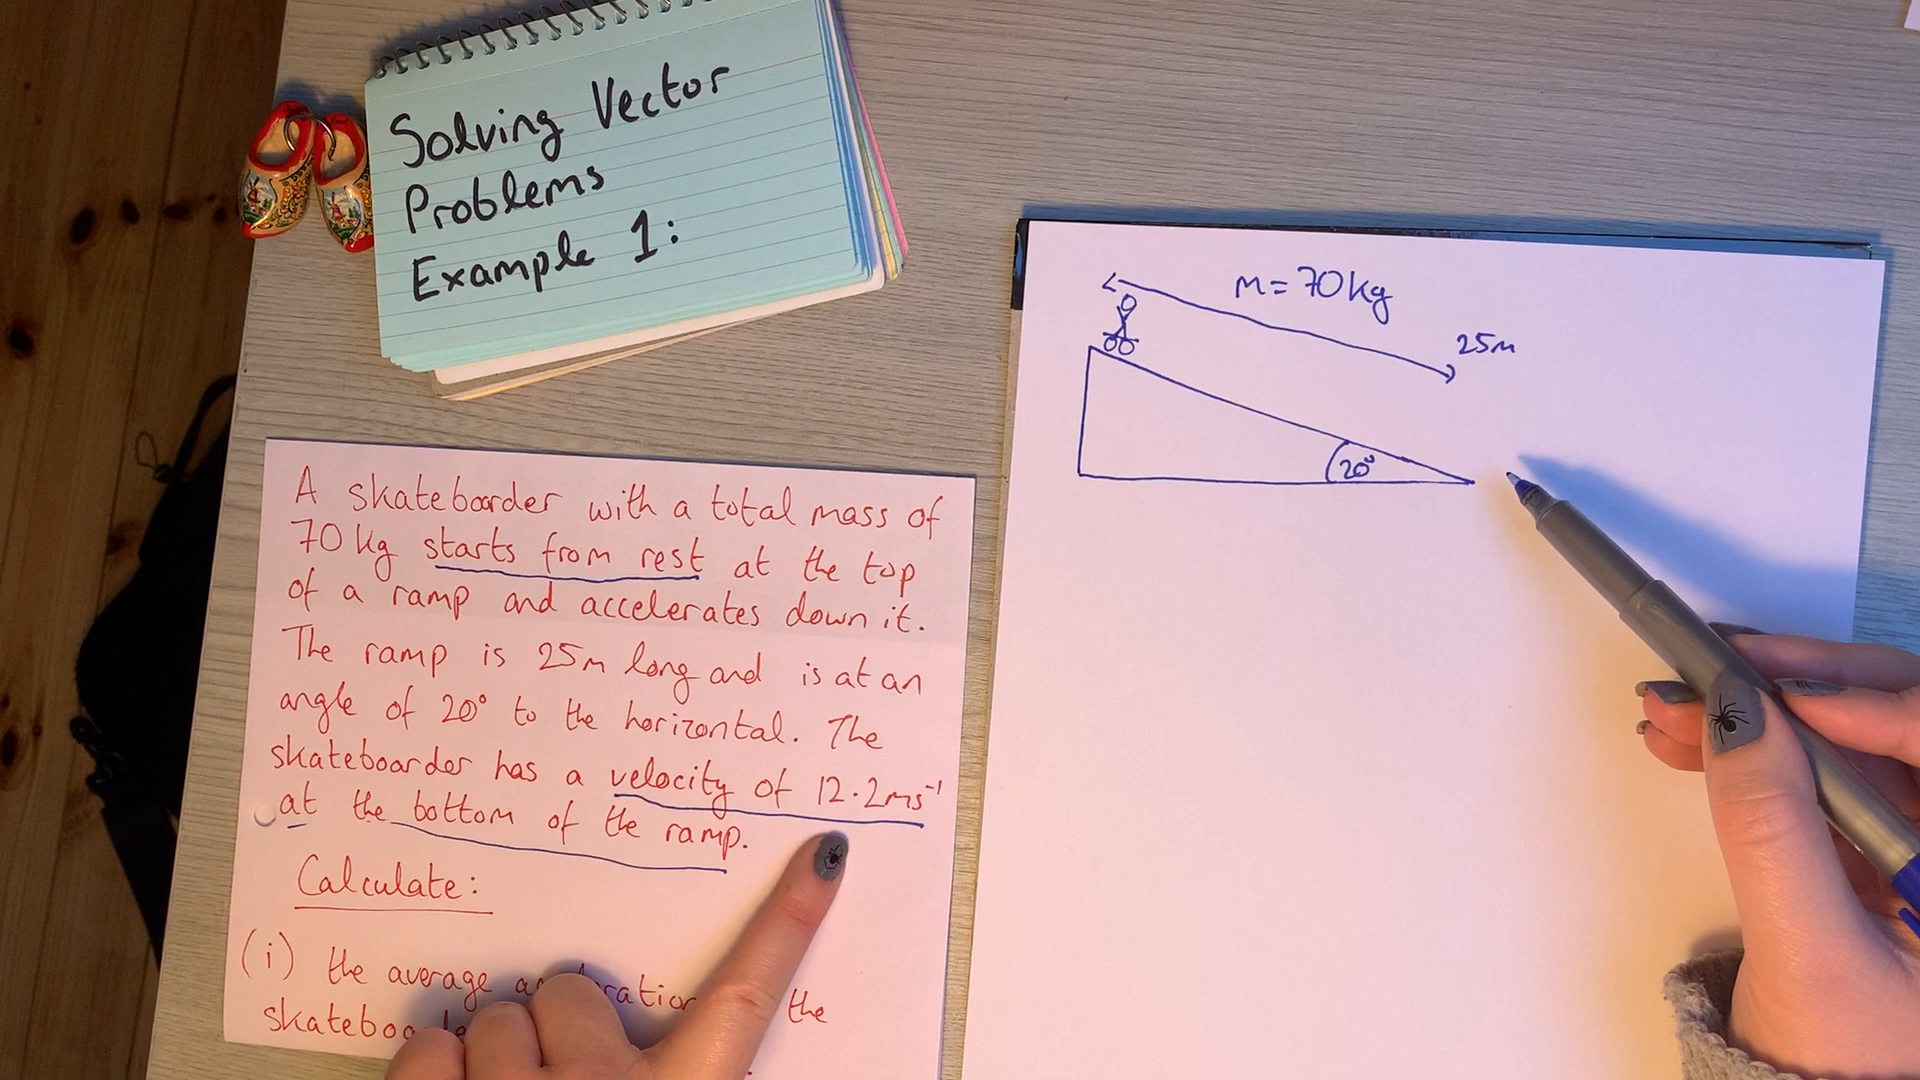 Solving Vector
Problems
Example 1:
A skateboarder with a total mass of
70kg starts from rest at the top
of a ramp and accelerates down it.
The ramp is 25m long and is at an
angle of 20° to the horizontal. The
skateboarder has a velocity of 12.2ms⁻¹
at the bottom of the ramp.
Calculate:
(i) the average the
m = 70kg
25m
20°